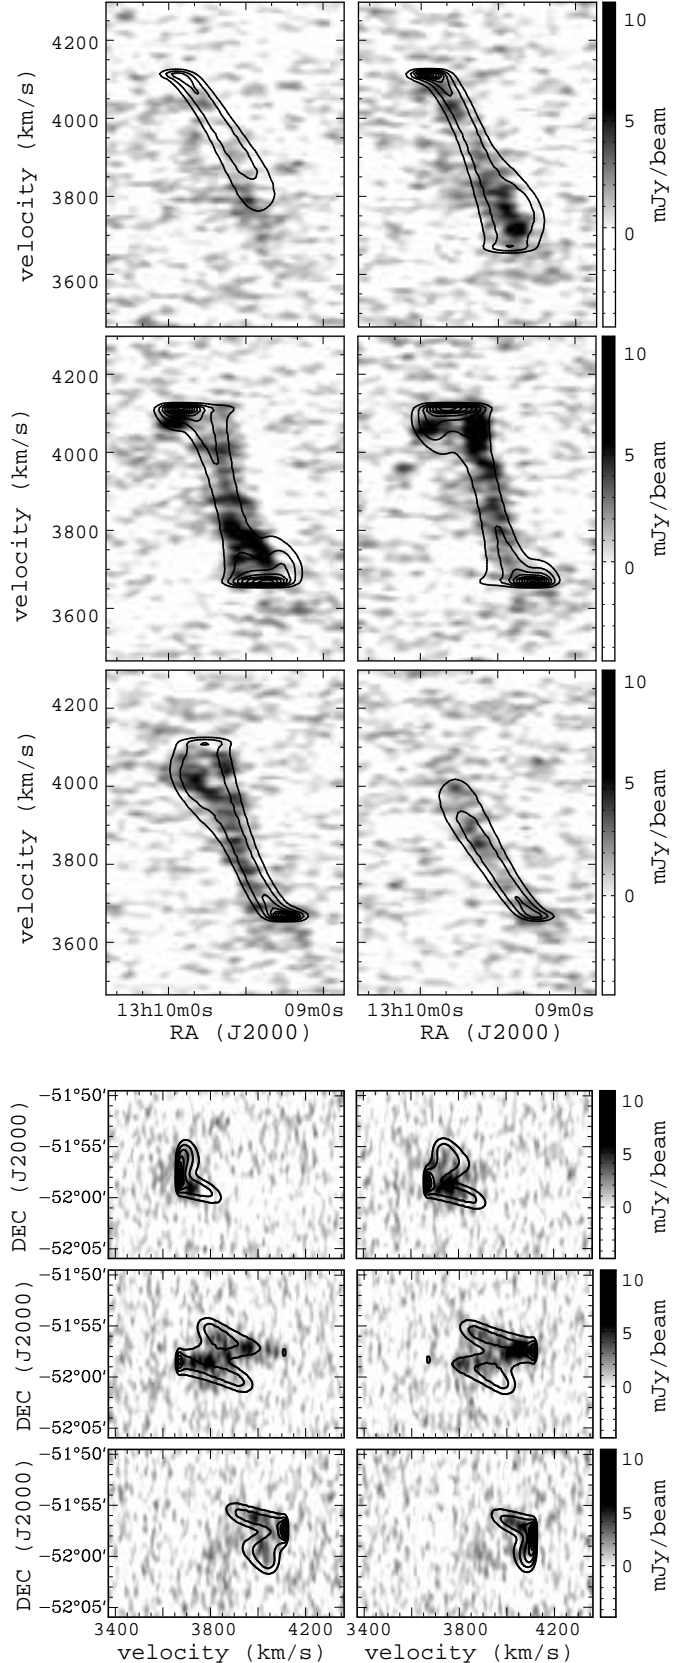 4200
4000
3800
3600
velocity (km/s)
10
5
0
mJy/beam
4200
4000
3800
3600
velocity (km/s)
10
5
0
mJy/beam
4200
4000
3800
3600
velocity (km/s)
10
5
0
mJy/beam
13h10m0s 09m0s 13h10m0s 09m0s
RA (J2000) RA (J2000)
−51°50′
−51°55′
−52°00′
−52°05′
DEC (J2000)
10
5
0
mJy/beam
−51°50′
−51°55′
−52°00′
−52°05′
DEC (J2000)
10
5
0
mJy/beam
−51°50′
−51°55′
−52°00′
−52°05′
DEC (J2000)
10
5
0
mJy/beam
3400 3800 4200 3400 3800 4200
velocity (km/s) velocity (km/s)